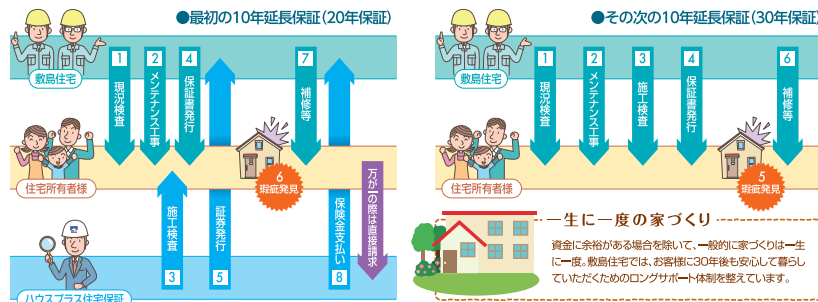 ●最初の10年延長保証（20年保証）
敷島住宅
1 現況検査
2 メンテナンス工事
4 保証書発行
7 補修等
住宅所有者様
6
瑕疵発見
万が一の際は直接請求
施工検査 3
証券発行 5
保険金支払い 8
ハウスプラス住宅保証
●その次の10年延長保証（30年保証）
敷島住宅
1 現況検査
2 メンテナンス工事
3 施工検査
4 保証書発行
6 補修等
住宅所有者様
5
瑕疵発見
一生に一度の家づくり
資金に余裕がある場合を除いて、一般的に家づくりは一生
に一度。敷島住宅では、お客様に30年後も安心して暮らし
ていただくためのロングサポート体制を整えています。